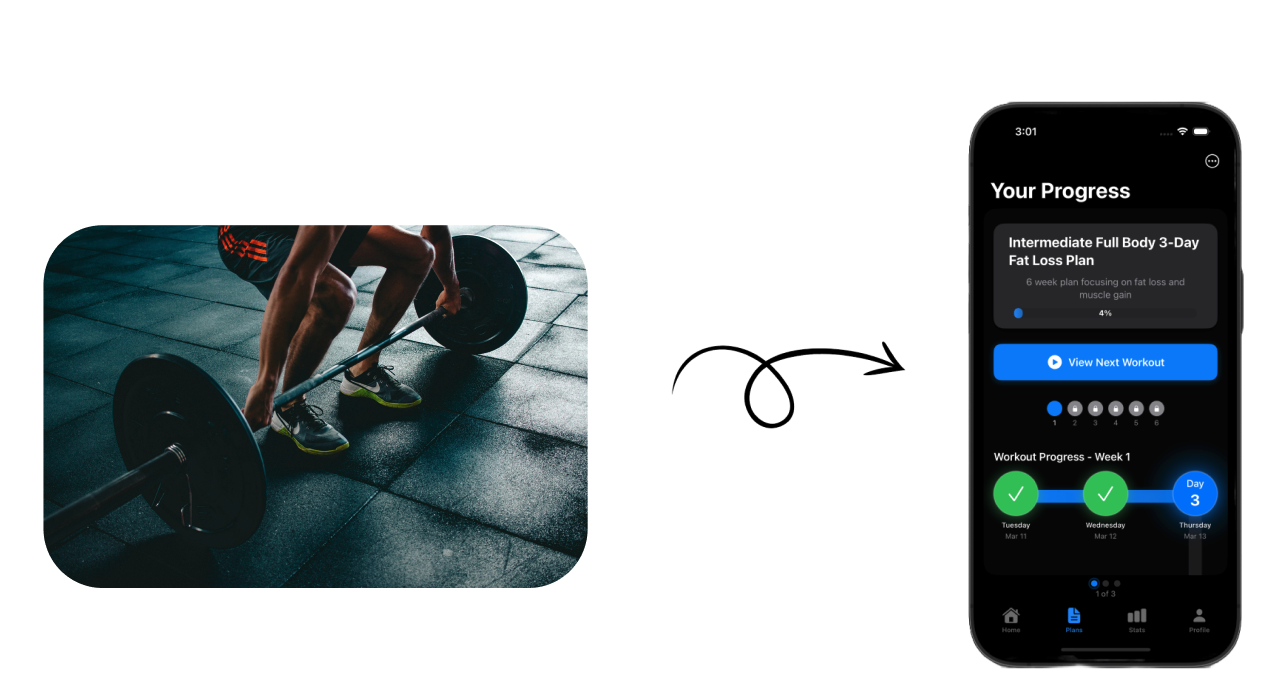 3:01
Your Progress
Intermediate Full Body 3-Day
Fat Loss Plan
6 week plan focusing on fat loss and
muscle gain
4%
View Next Workout
1 2 3 4 5 6
Workout Progress - Week 1
Day
3
Tuesday Wednesday Thursday
Mar 11 Mar 12 Mar 13
1 of 3
Home Plans Stats Profile